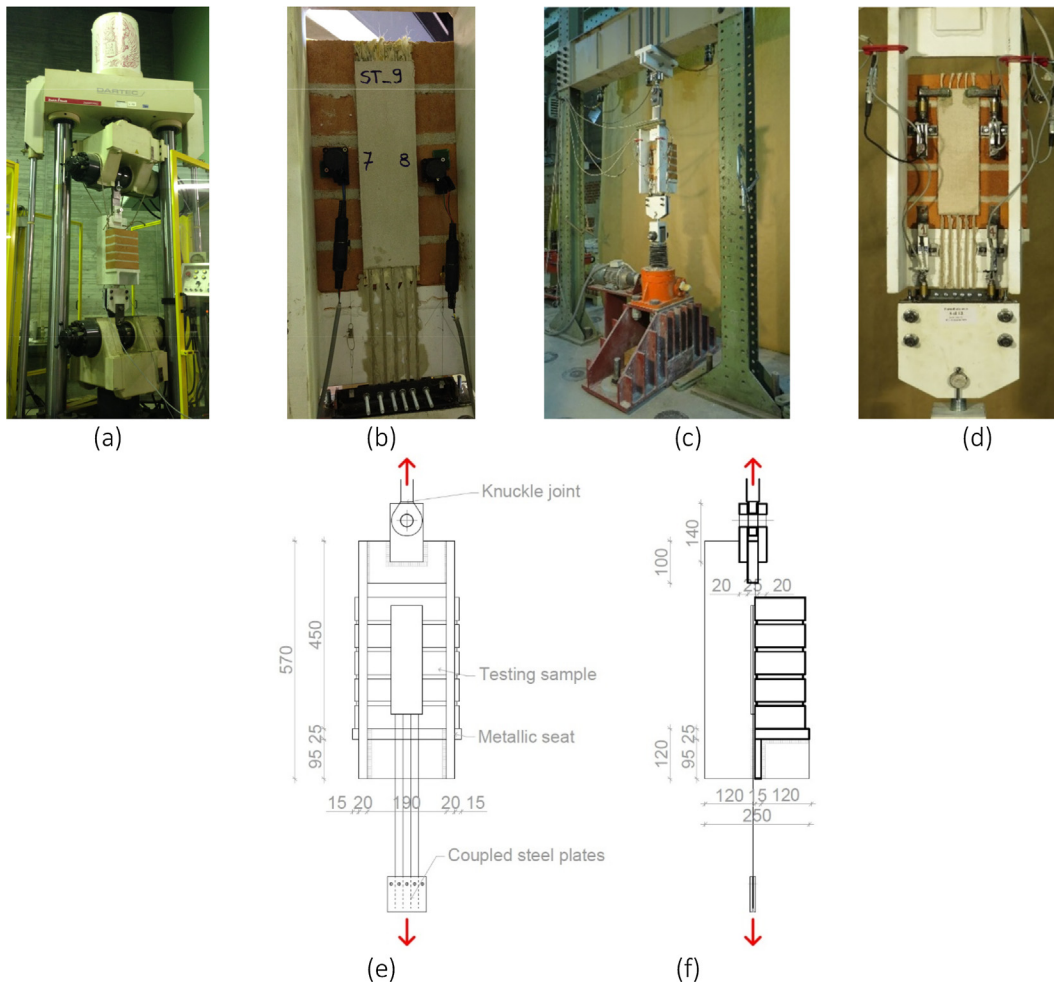 DARTEC
ST_9
7 8
(a)
(b)
(c)
(d)
Knuckle joint
140
100
20 25 20
570
450
Testing sample
Metallic seat
25
95
120
25
95
15 20 190 20 15
120 15 120
250
Coupled steel plates
(e)
(f)